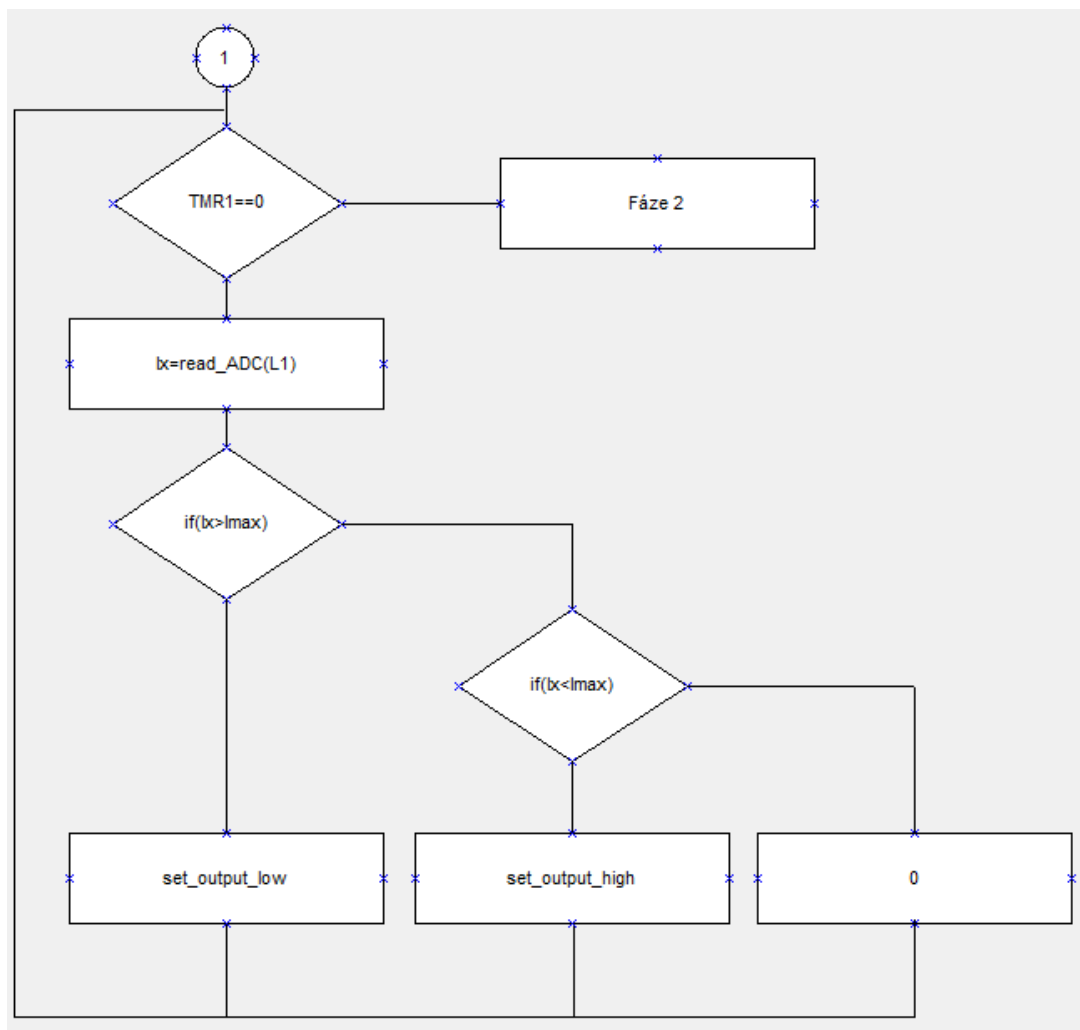 1
TMR1==0
Fáze 2
Ix=read_ADC(L1)
if(Ix>Imax)
if(Ix<Imax)
set_output_low
set_output_high
0